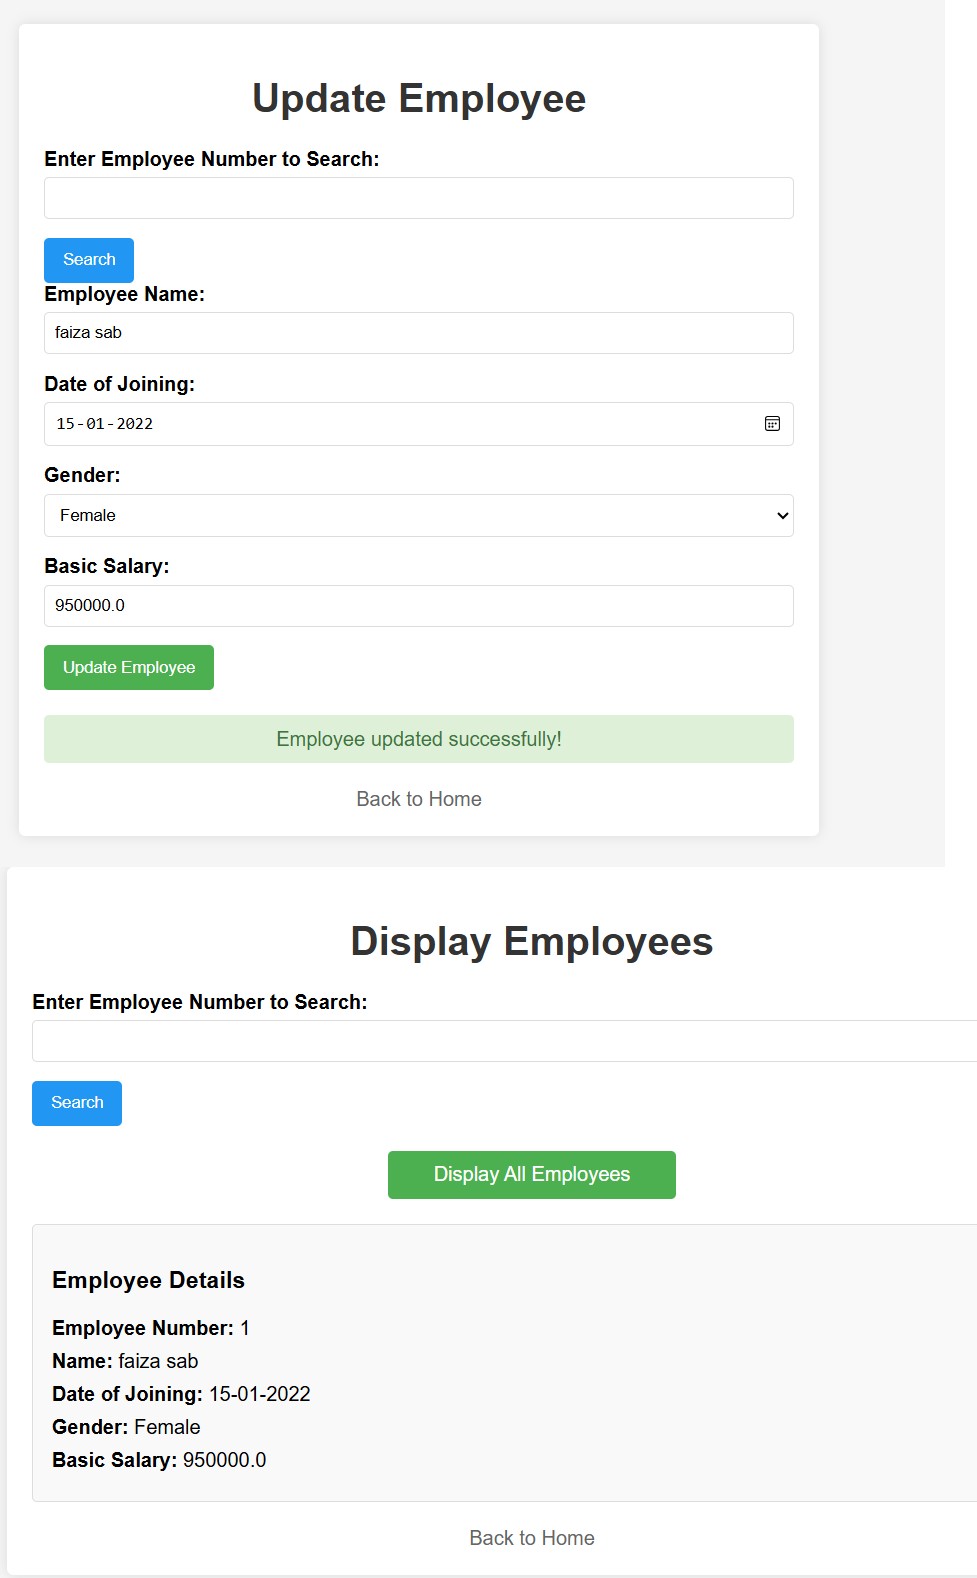 Update Employee
Enter Employee Number to Search:
Search
Employee Name:
faiza sab
Date of Joining:
15-01-2022
Gender:
Female
Basic Salary:
950000.0
Update Employee
Employee updated successfully!
Back to Home
Display Employees
Enter Employee Number to Search:
Search
Display All Employees
Employee Details
Employee Number: 1
Name: faiza sab
Date of Joining: 15-01-2022
Gender: Female
Basic Salary: 950000.0
Back to Home